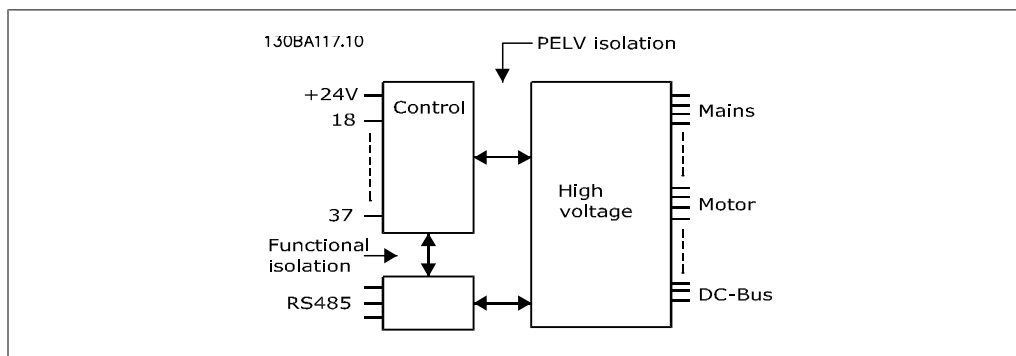 130BA117.10
PELV isolation
+24V
Control
18
Mains
High
voltage
Motor
37
Functional
isolation
RS485
DC-Bus